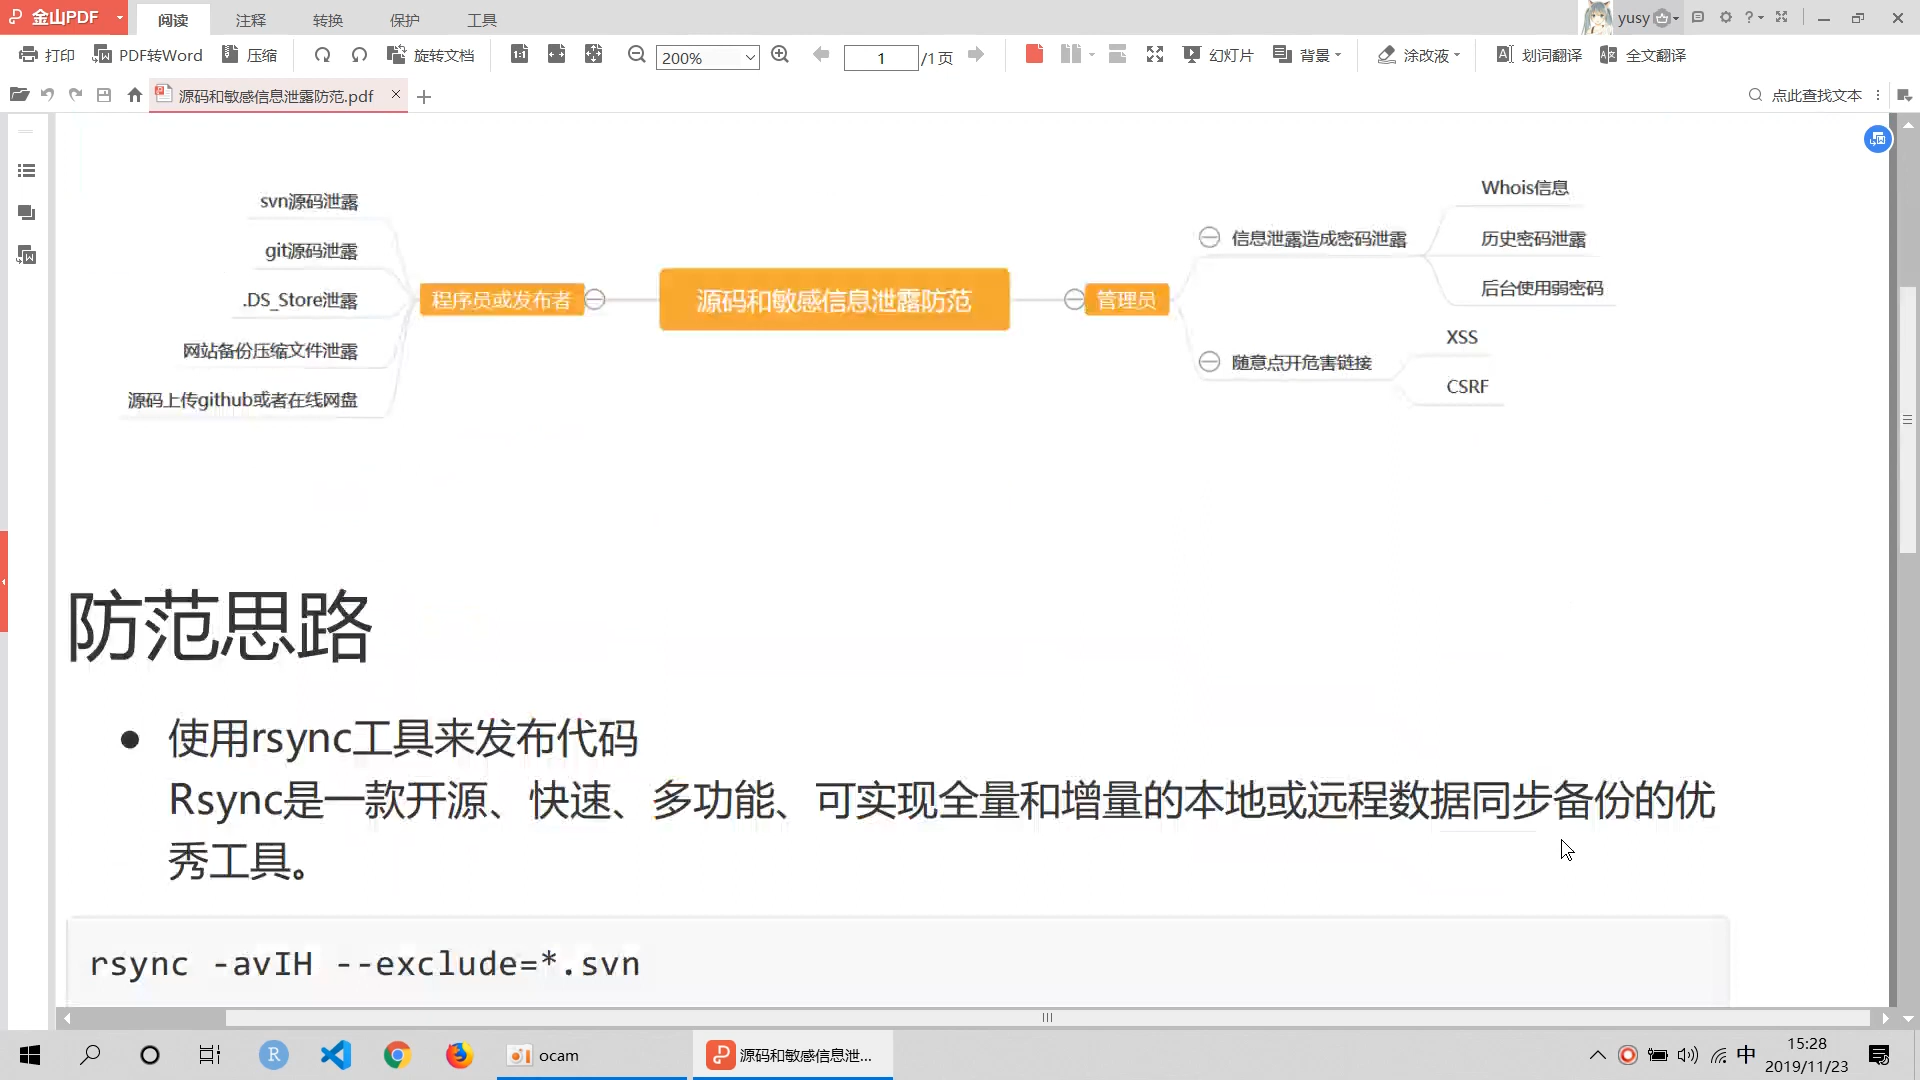 金山PDF
阅读
注释
转换
保护
工具
yusy
打印
PDF转Word
压缩
旋转文档
200%
1
/1页
幻灯片
背景
涂改液
划词翻译
全文翻译
源码和敏感信息泄露防范.pdf
点此查找文本
svn源码泄露
git源码泄露
.DS_Store泄露
网站备份压缩文件泄露
源码上传github或者在线网盘
程序员或发布者
源码和敏感信息泄露防范
管理员
信息泄露造成密码泄露
Whois信息
历史密码泄露
后台使用弱密码
随意点开危害链接
XSS
CSRF
防范思路
使用rsync工具来发布代码
Rsync是一款开源、快速、多功能、可实现全量和增量的本地或远程数据同步备份的优
秀工具。
rsync -avIH --exclude=*.svn
ocam
源码和敏感信息泄...
中
15:28
2019/11/23